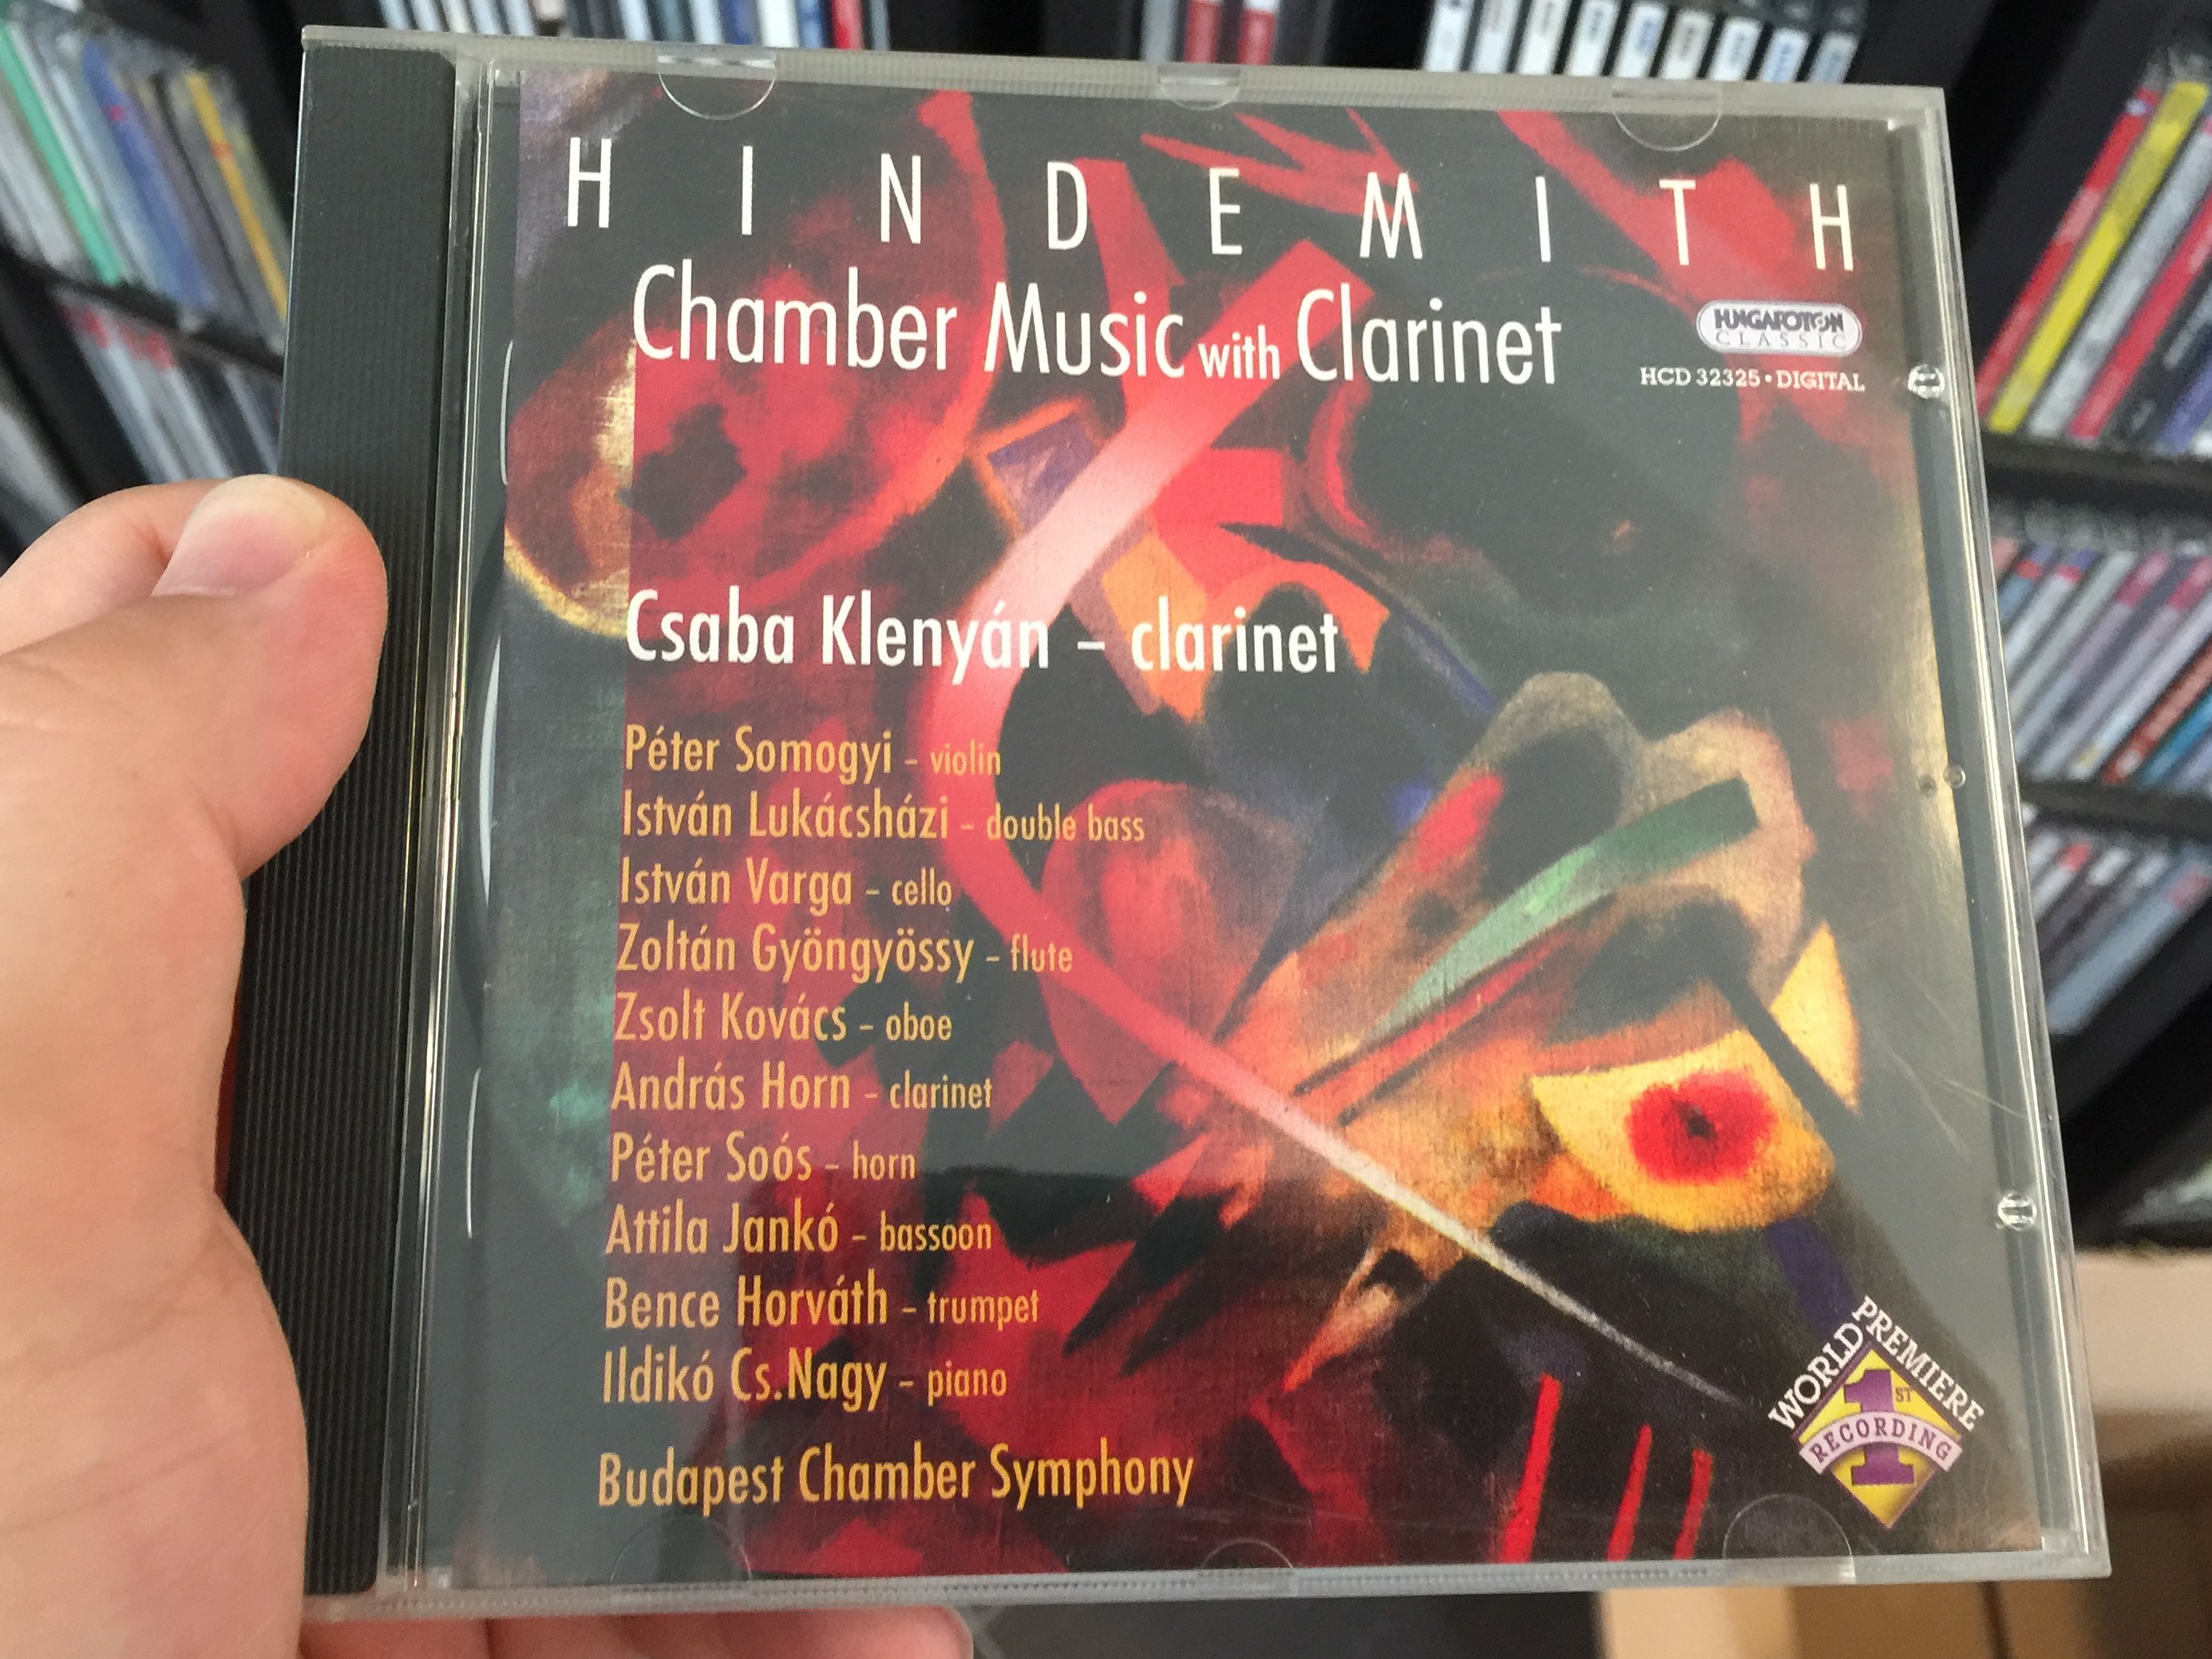 HINDEMITH
Chamber Music with Clarinet
HUNGAROTON
CLASSIC
HCD 32325 • DIGITAL
Csaba Klenyán – clarinet
Péter Somogyi – violin
István Lukácsházi – double bass
István Varga – cello
Zoltán Gyöngyössy – flute
Zsolt Kovács – oboe
András Horn – clarinet
Péter Soós – horn
Attila Jankó – bassoon
Bence Horváth – trumpet
Ildikó Cs.Nagy – piano
Budapest Chamber Symphony
WORLD PREMIERE
1ST
RECORDING